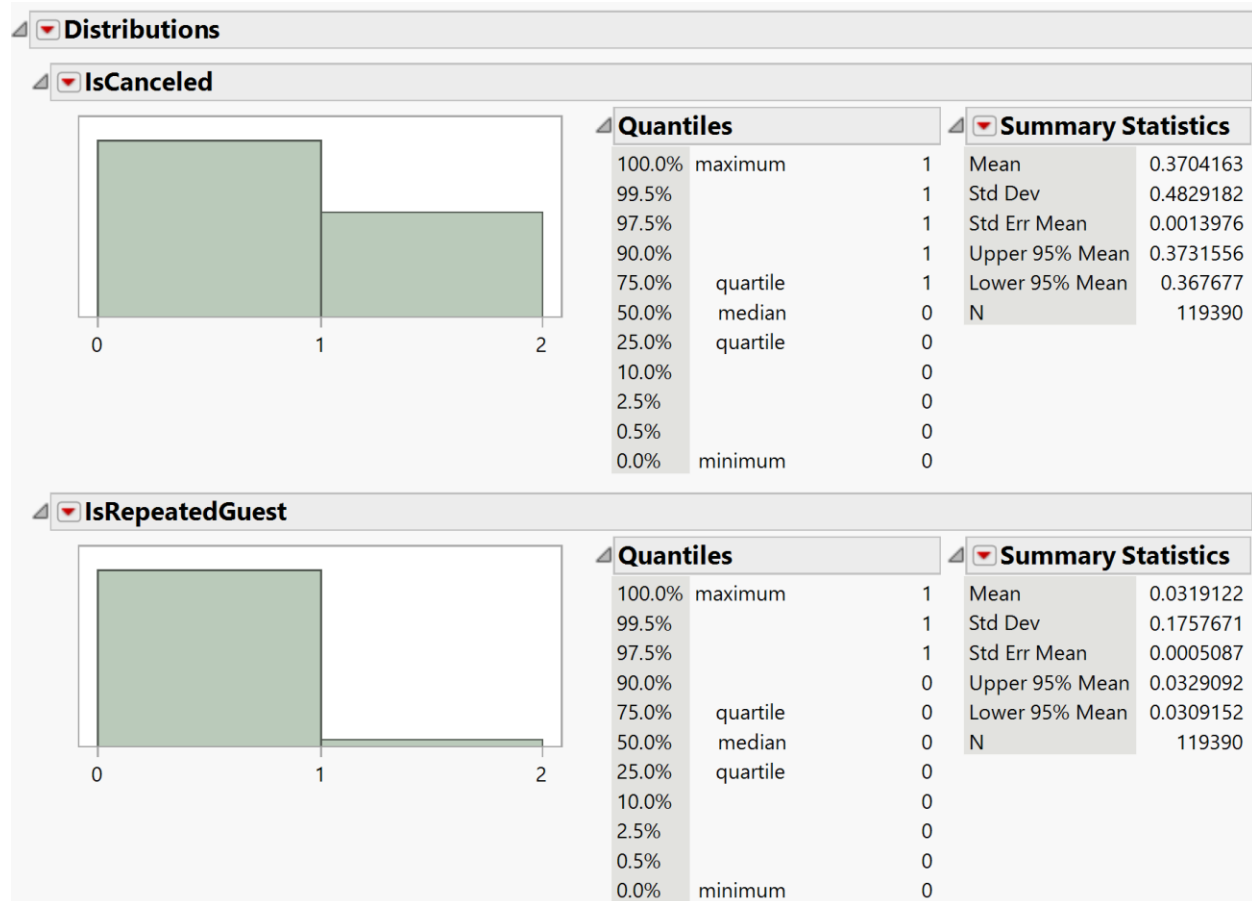 Distributions
IsCanceled
Quantiles
100.0% maximum 1
99.5% 1
97.5% 1
90.0% 1
75.0% quartile 1
50.0% median 0
25.0% quartile 0
10.0% 0
2.5% 0
0.5% 0
0.0% minimum 0
Summary Statistics
Mean 0.3704163
Std Dev 0.4829182
Std Err Mean 0.0013976
Upper 95% Mean 0.3731556
Lower 95% Mean 0.367677
N 119390
0 1 2
IsRepeatedGuest
Quantiles
100.0% maximum 1
99.5% 1
97.5% 1
90.0% 0
75.0% quartile 0
50.0% median 0
25.0% quartile 0
10.0% 0
2.5% 0
0.5% 0
0.0% minimum 0
Summary Statistics
Mean 0.0319122
Std Dev 0.1757671
Std Err Mean 0.0005087
Upper 95% Mean 0.0329092
Lower 95% Mean 0.0309152
N 119390
0 1 2